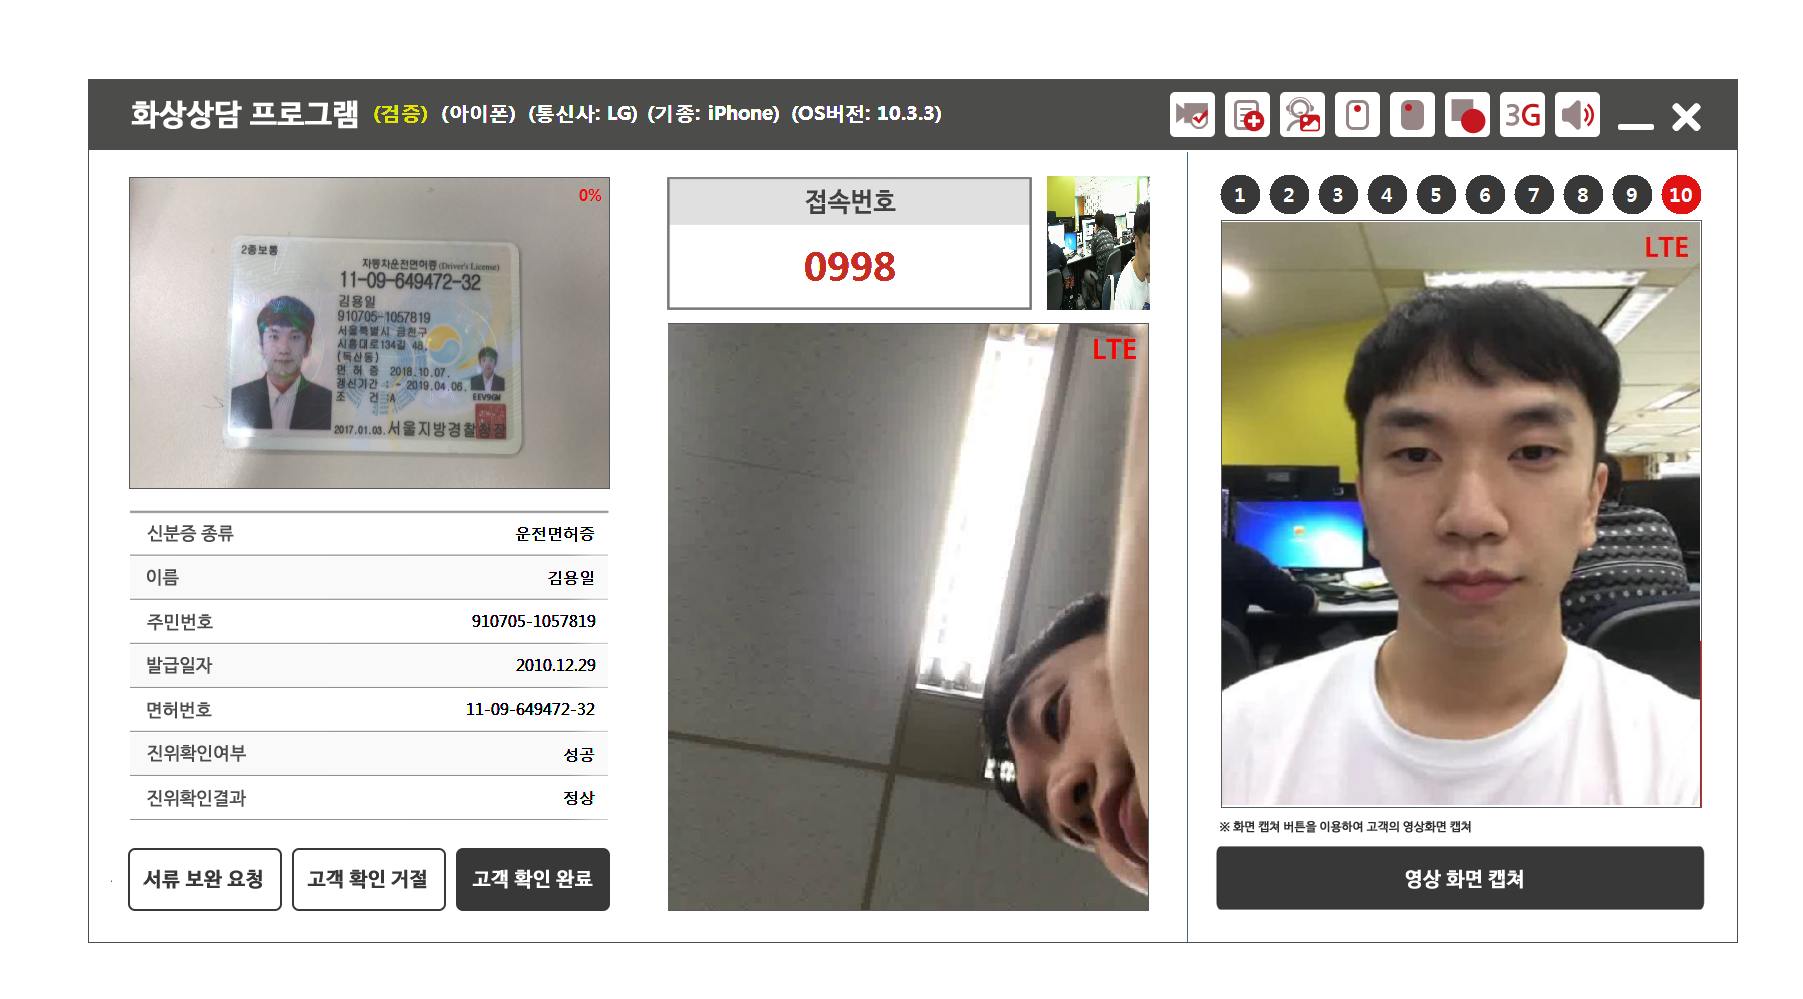 화상상담 프로그램 (검증) (아이폰) (통신사: LG) (기종: iPhone) (OS버전: 10.3.3)
3G
0%
2종보통
자동차운전면허증 (Driver's License)
11-09-649472-32
김용일
910705-1057819
서울특별시 금천구
시흥대로134길 48,
(독산동)
면 허 증 2018.10.07.
갱신기간 : - 2019.04.06.
조 건 :A
EEV9GM
2017.01.03. 서울지방경찰청장
신분증 종류 운전면허증
이름 김용일
주민번호 910705-1057819
발급일자 2010.12.29
면허번호 11-09-649472-32
진위확인여부 성공
진위확인결과 정상
서류 보완 요청 고객 확인 거절 고객 확인 완료
접속번호
0998
LTE
1 2 3 4 5 6 7 8 9 10
LTE
※ 화면 캡쳐 버튼을 이용하여 고객의 영상화면 캡쳐
영상 화면 캡쳐